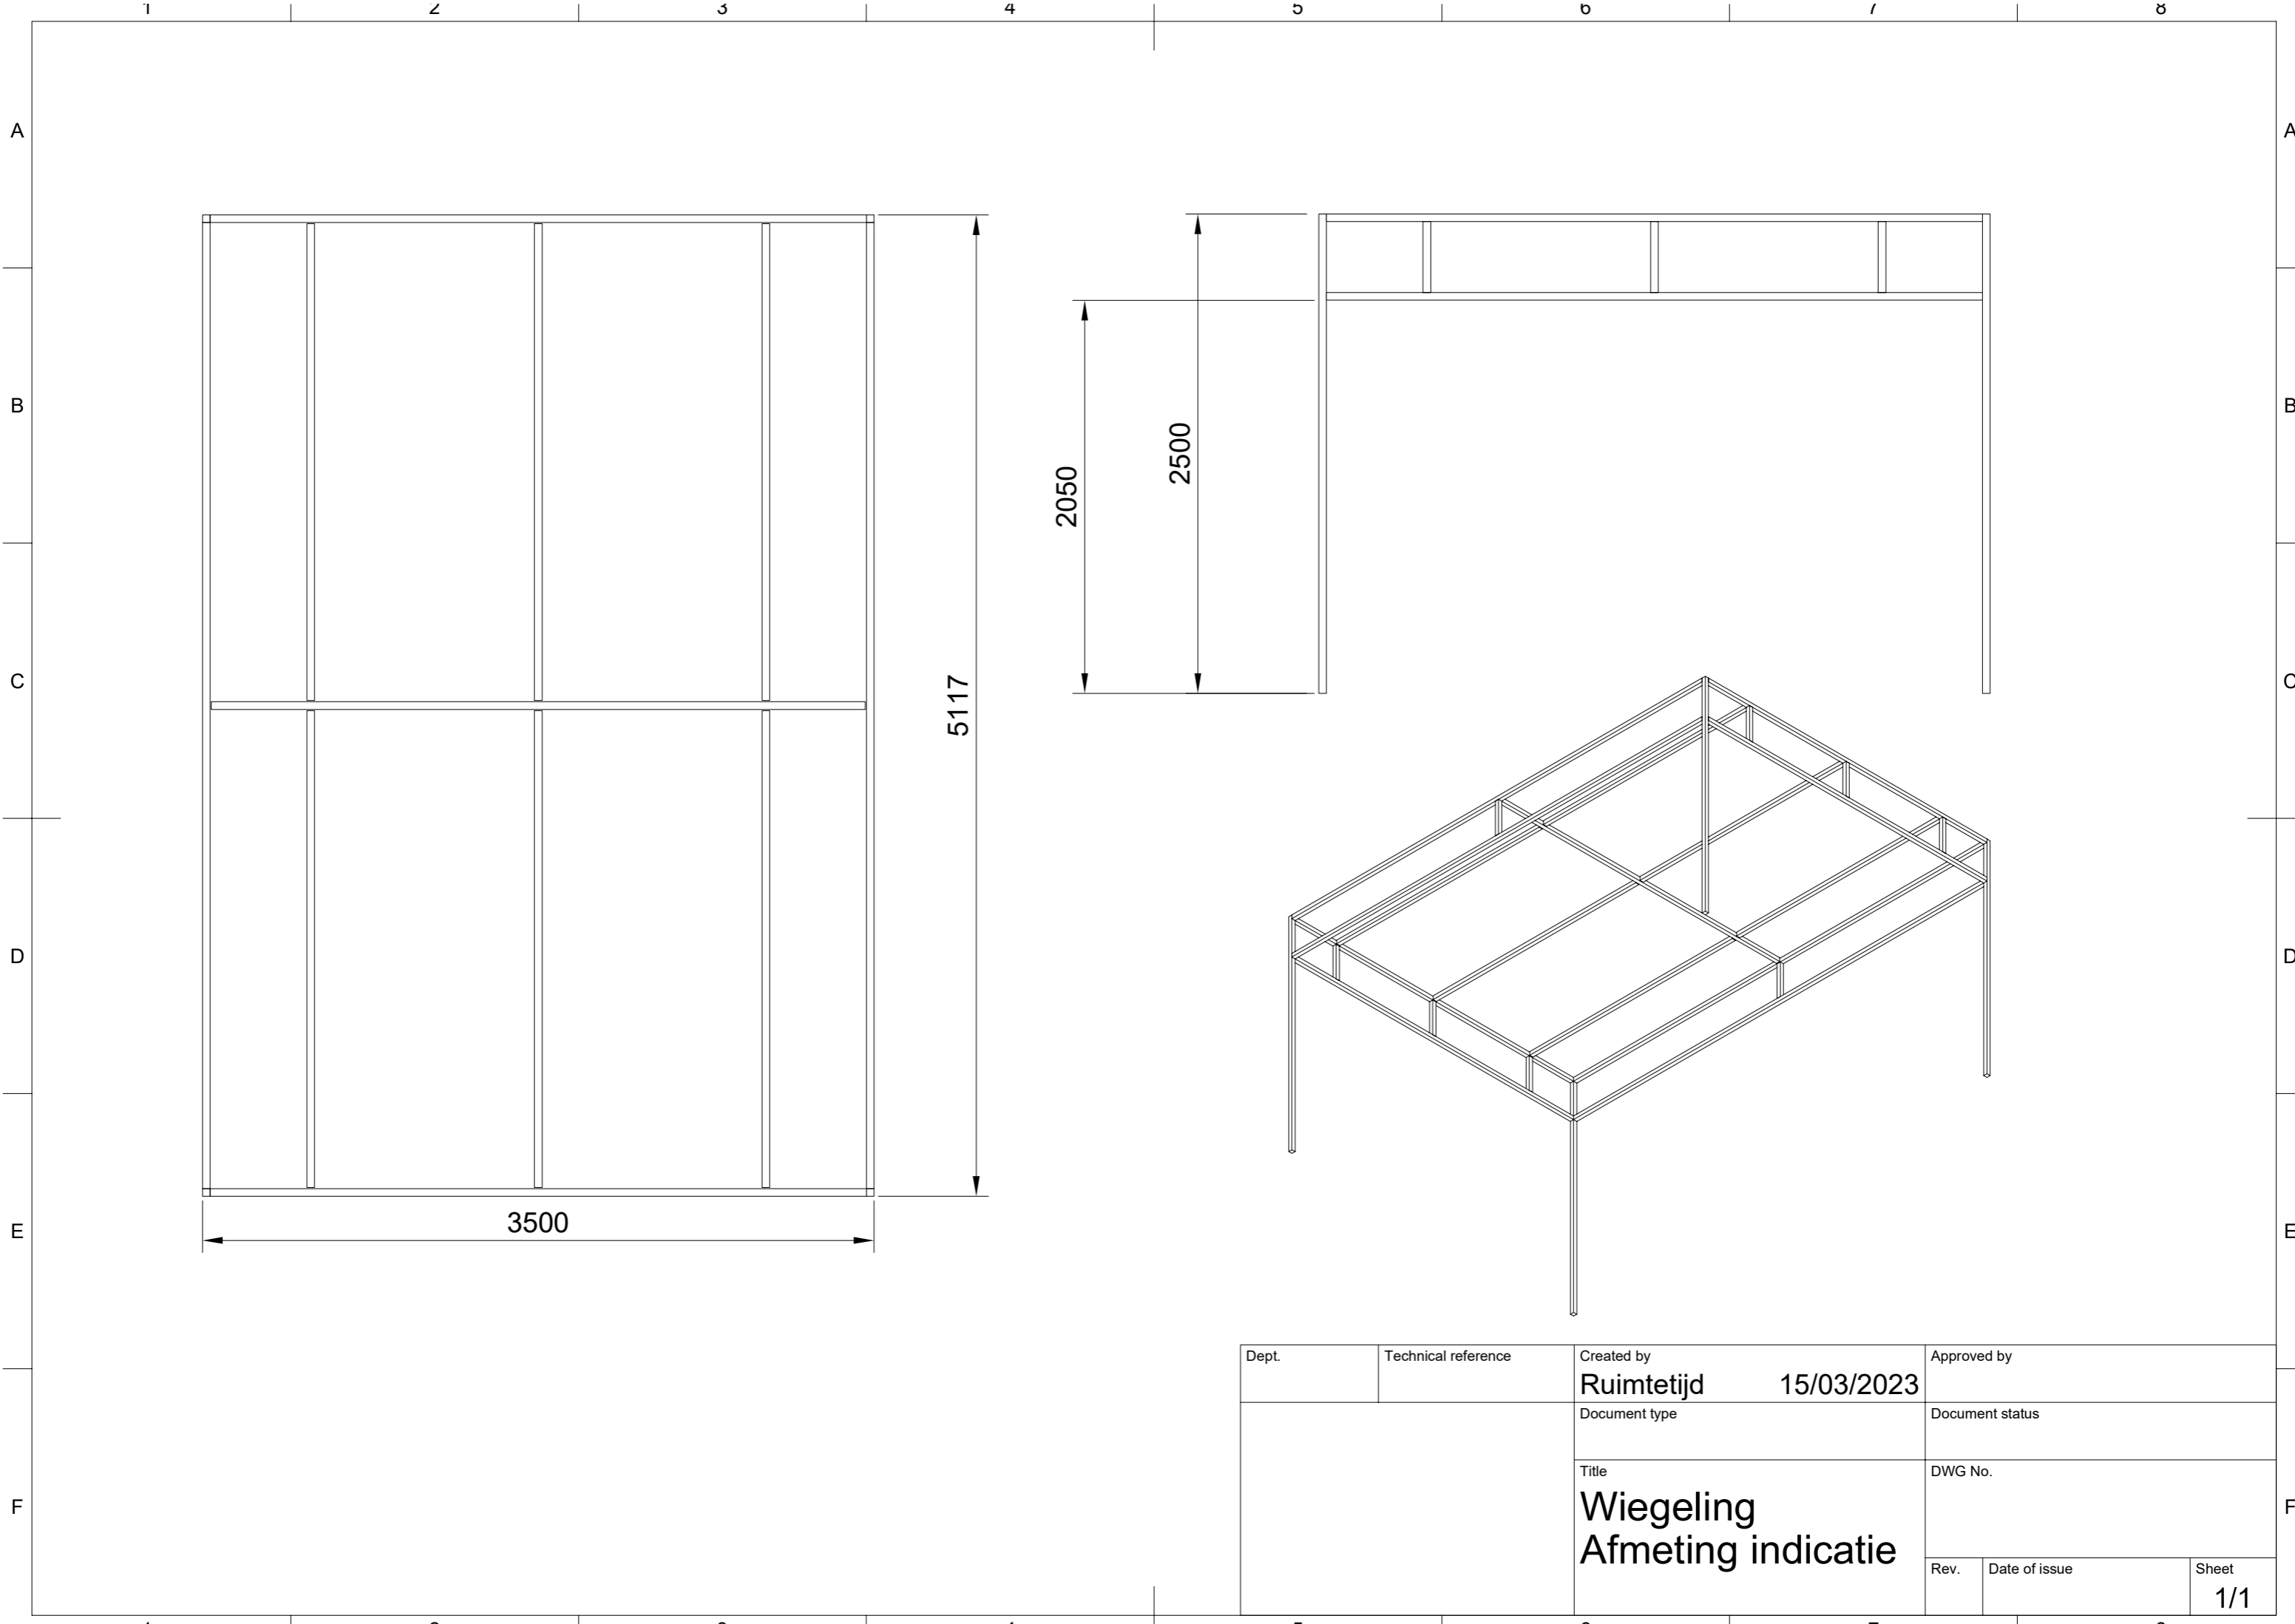 1 2 3 4 5 6 7 8
A A
B B
C C
D D
E E
F F
5117
3500
2050
2500
Dept.
Technical reference
Created by
Ruimtetijd 15/03/2023
Approved by
Document type
Document status
Title
Wiegeling
Afmeting indicatie
DWG No.
Rev.
Date of issue
Sheet
1/1